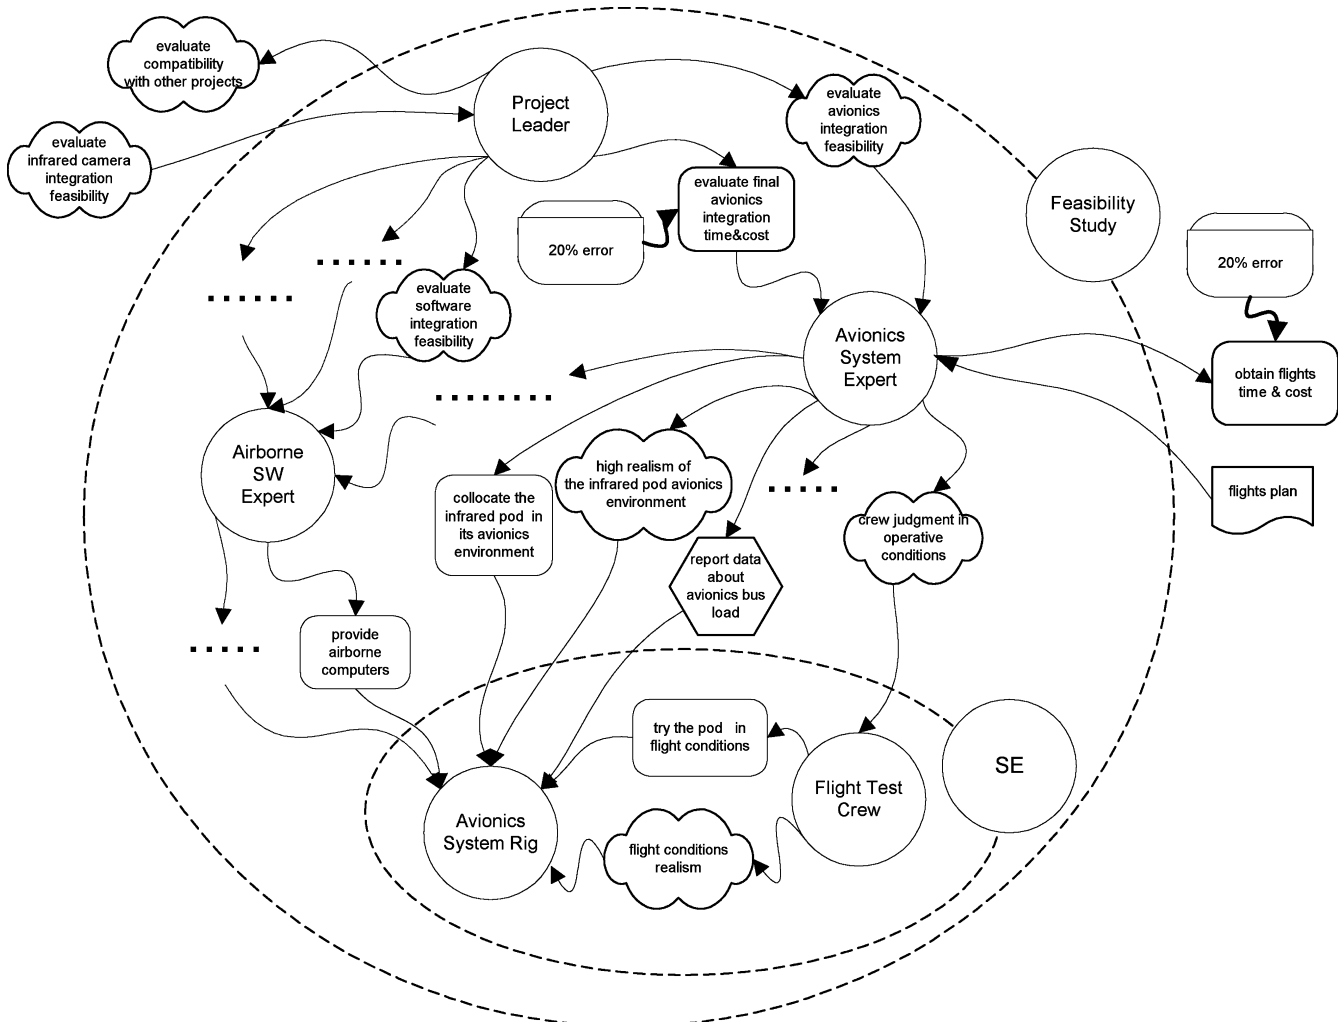 evaluate
compatibility
with other projects
Project
Leader
evaluate
avionics
integration
feasibility
evaluate
infrared camera
integration
feasibility
evaluate final
avionics
integration
time&cost
Feasibility
Study
20% error
20% error
evaluate
software
integration
feasibility
Avionics
System
Expert
obtain flights
time & cost
Airborne
SW
Expert
collocate the
infrared pod in
its avionics
environment
high realism of
the infrared pod avionics
environment
flights plan
crew judgment in
operative
conditions
report data
about
avionics bus
load
provide
airborne
computers
try the pod in
flight conditions
SE
Flight Test
Crew
Avionics
System Rig
flight conditions
realism